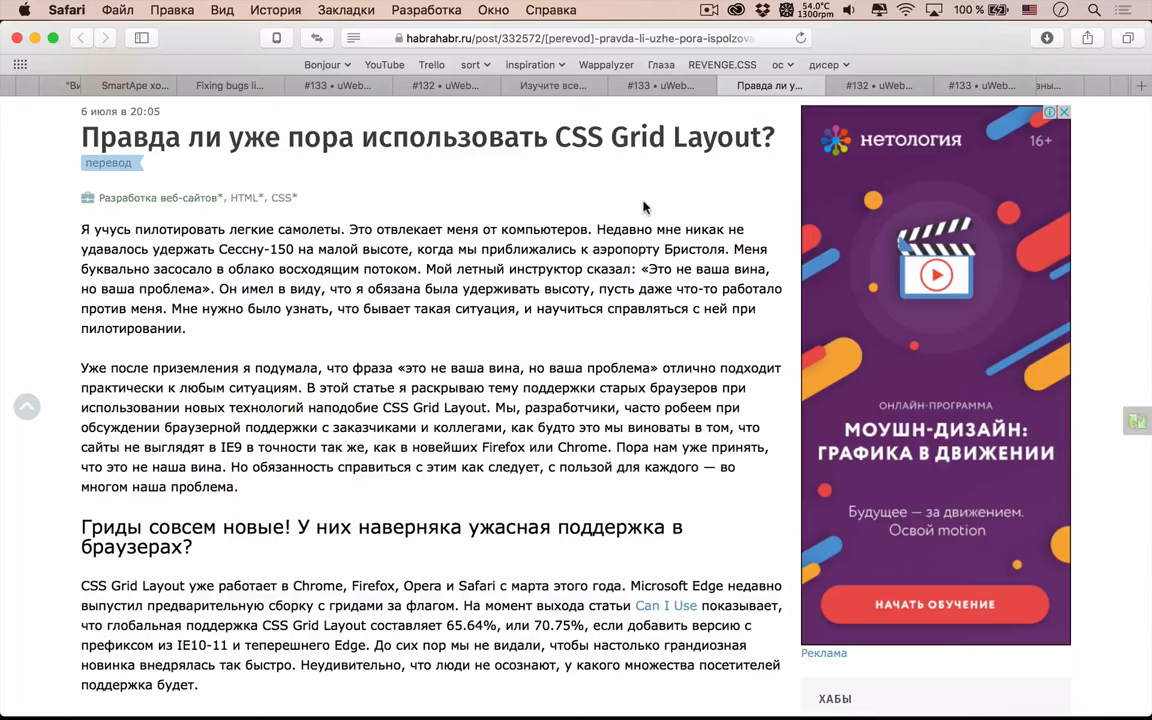 Safari Файл Правка Вид История Закладки Разработка Окно Справка 54.0°C 1300rpm 100 %
habrahabr.ru/post/332572/[perevod]-pravda-li-uzhe-pora-ispolzova
Bonjour YouTube Trello sort inspiration Wappalyzer Глаза REVENGE.CSS ос дисер
"Ви SmartApe хо... Fixing bugs li... #133 – uWeb... #132 – uWeb... Изучите все... #133 – uWeb... Правда ли у... #132 – uWeb... #133 – uWeb...
6 июля в 20:05
Правда ли уже пора использовать CSS Grid Layout?
перевод
Разработка веб-сайтов*, HTML*, CSS*
Я учусь пилотировать легкие самолеты. Это отвлекает меня от компьютеров. Недавно мне никак не
удавалось удержать Сессну-150 на малой высоте, когда мы приближались к аэропорту Бристоля. Меня
буквально засосало в облако восходящим потоком. Мой летный инструктор сказал: «Это не ваша вина,
но ваша проблема». Он имел в виду, что я обязана была удерживать высоту, пусть даже что-то работало
против меня. Мне нужно было узнать, что бывает такая ситуация, и научиться справляться с ней при
пилотировании.
Уже после приземления я подумала, что фраза «это не ваша вина, но ваша проблема» отлично подходит
практически к любым ситуациям. В этой статье я раскрываю тему поддержки старых браузеров при
использовании новых технологий наподобие CSS Grid Layout. Мы, разработчики, часто робеем при
обсуждении браузерной поддержки с заказчиками и коллегами, как будто это мы виноваты в том, что
сайты не выглядят в IE9 в точности так же, как в новейших Firefox или Chrome. Пора нам уже принять,
что это не наша вина. Но обязанность справиться с этим как следует, с пользой для каждого — во
многом наша проблема.
Гриды совсем новые! У них наверняка ужасная поддержка в
браузерах?
CSS Grid Layout уже работает в Chrome, Firefox, Opera и Safari с марта этого года. Microsoft Edge недавно
выпустил предварительную сборку с гридами за флагом. На момент выхода статьи Can I Use показывает,
что глобальная поддержка CSS Grid Layout составляет 65.64%, или 70.75%, если добавить версию с
префиксом из IE10-11 и теперешнего Edge. До сих пор мы не видали, чтобы настолько грандиозная
новинка внедрялась так быстро. Неудивительно, что люди не осознают, у какого множества посетителей
поддержка будет.
НЕТОЛОГИЯ 16+
ОНЛАЙН-ПРОГРАММА
МОУШН-ДИЗАЙН:
ГРАФИКА В ДВИЖЕНИИ
Будущее — за движением.
Освой motion
НАЧАТЬ ОБУЧЕНИЕ
Реклама
ХАБЫ